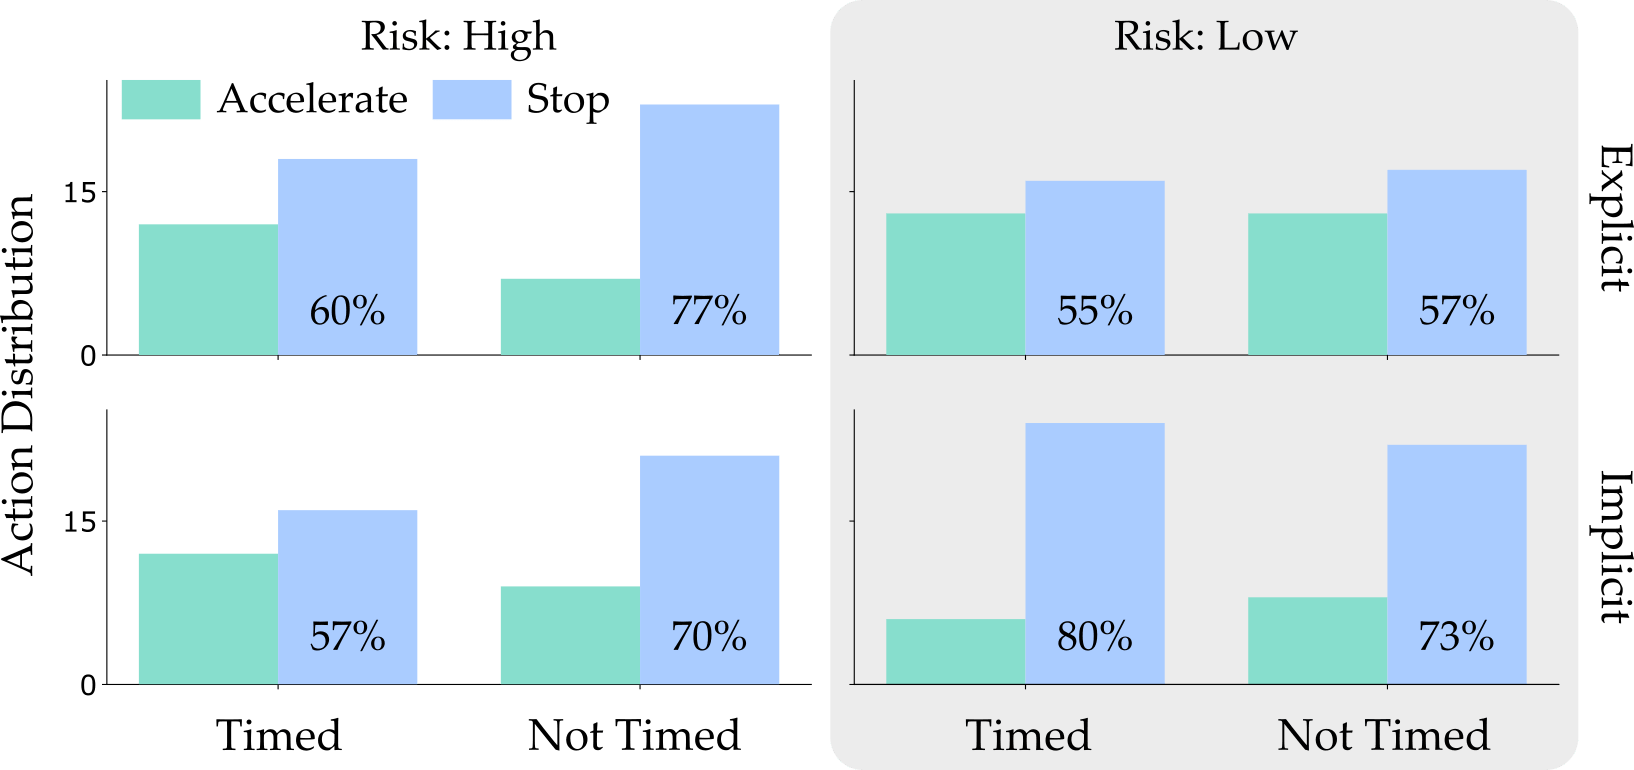 Risk: High
Risk: Low
Accelerate
Stop
Action Distribution
15
0
60%
77%
55%
57%
Explicit
15
0
57%
70%
80%
73%
Implicit
Timed
Not Timed
Timed
Not Timed